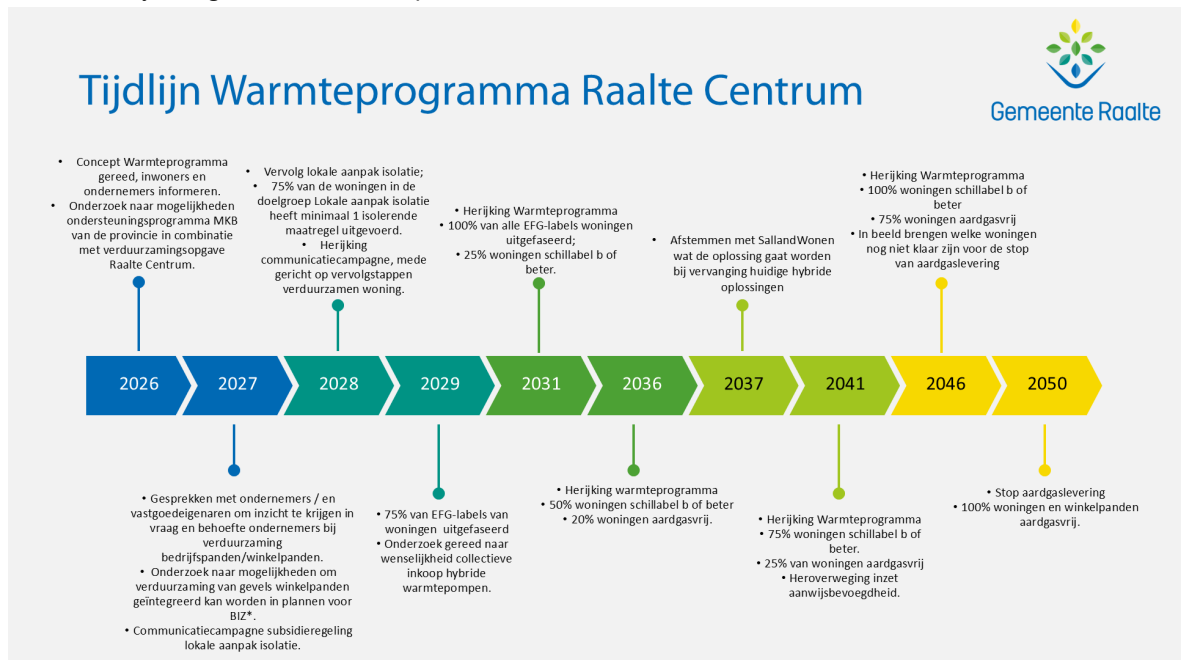 Tijdlijn Warmteprogramma Raalte Centrum
Gemeente Raalte
• Concept Warmteprogramma
gereed, inwoners en
ondernemers informeren.
• Onderzoek naar mogelijkheden
ondersteuningsprogramma MKB
van de provincie in combinatie
met verduurzamingsopgave
Raalte Centrum.
• Vervolg lokale aanpak isolatie;
• 75% van de woningen in de
doelgroep Lokale aanpak isolatie
heeft minimaal 1 isolerende
maatregel uitgevoerd.
• Herijking
communicatiecampagne, mede
gericht op vervolgstappen
verduurzamen woning.
• Herijking Warmteprogramma
• 100% van alle EFG-labels woningen
uitgefaseerd;
• 25% woningen schillabel b of
beter.
• Afstemmen met SallandWonen
wat de oplossing gaat worden
bij vervanging huidige hybride
oplossingen
• Herijking Warmteprogramma
• 100% woningen schillabel b of
beter
• 75% woningen aardgasvrij
• In beeld brengen welke woningen
nog niet klaar zijn voor de stop
van aardgaslevering
2026
2027
2028
2029
2031
2036
2037
2041
2046
2050
• Gesprekken met ondernemers / en
vastgoedeigenaren om inzicht te krijgen in
vraag en behoefte ondernemers bij
verduurzaming
bedrijfspanden/winkelpanden.
• Onderzoek naar mogelijkheden om
verduurzaming van gevels winkelpanden
geïntegreerd kan worden in plannen voor
BIZ*.
• Communicatiecampagne subsidieregeling
lokale aanpak isolatie.
• 75% van EFG-labels van
woningen uitgefaseerd
• Onderzoek gereed naar
wenselijkheid collectieve
inkoop hybride
warmtepompen.
• Herijking warmteprogramma
• 50% woningen schillabel b of beter
• 20% woningen aardgasvrij.
• Herijking Warmteprogramma
• 75% woningen schillabel b of
beter.
• 25% van woningen aardgasvrij
• Heroverweging inzet
aanwijsbevoegdheid.
• Stop aardgaslevering
• 100% woningen en winkelpanden
aardgasvrij.